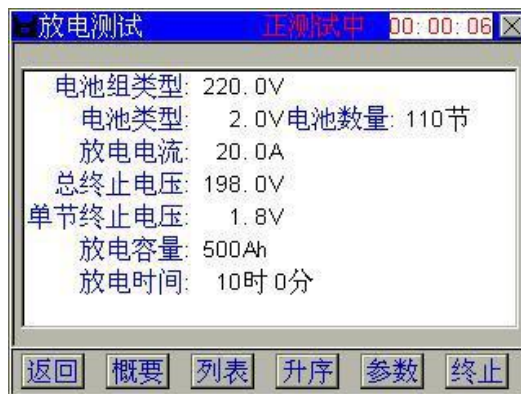 放电测试 正测试中 00:00:06
电池组类型: 220.0V
电池类型: 2.0V 电池数量: 110节
放电电流: 20.0A
总终止电压: 198.0V
单节终止电压: 1.8V
放电容量: 500Ah
放电时间: 10时0分
返回 概要 列表 升序 参数 终止